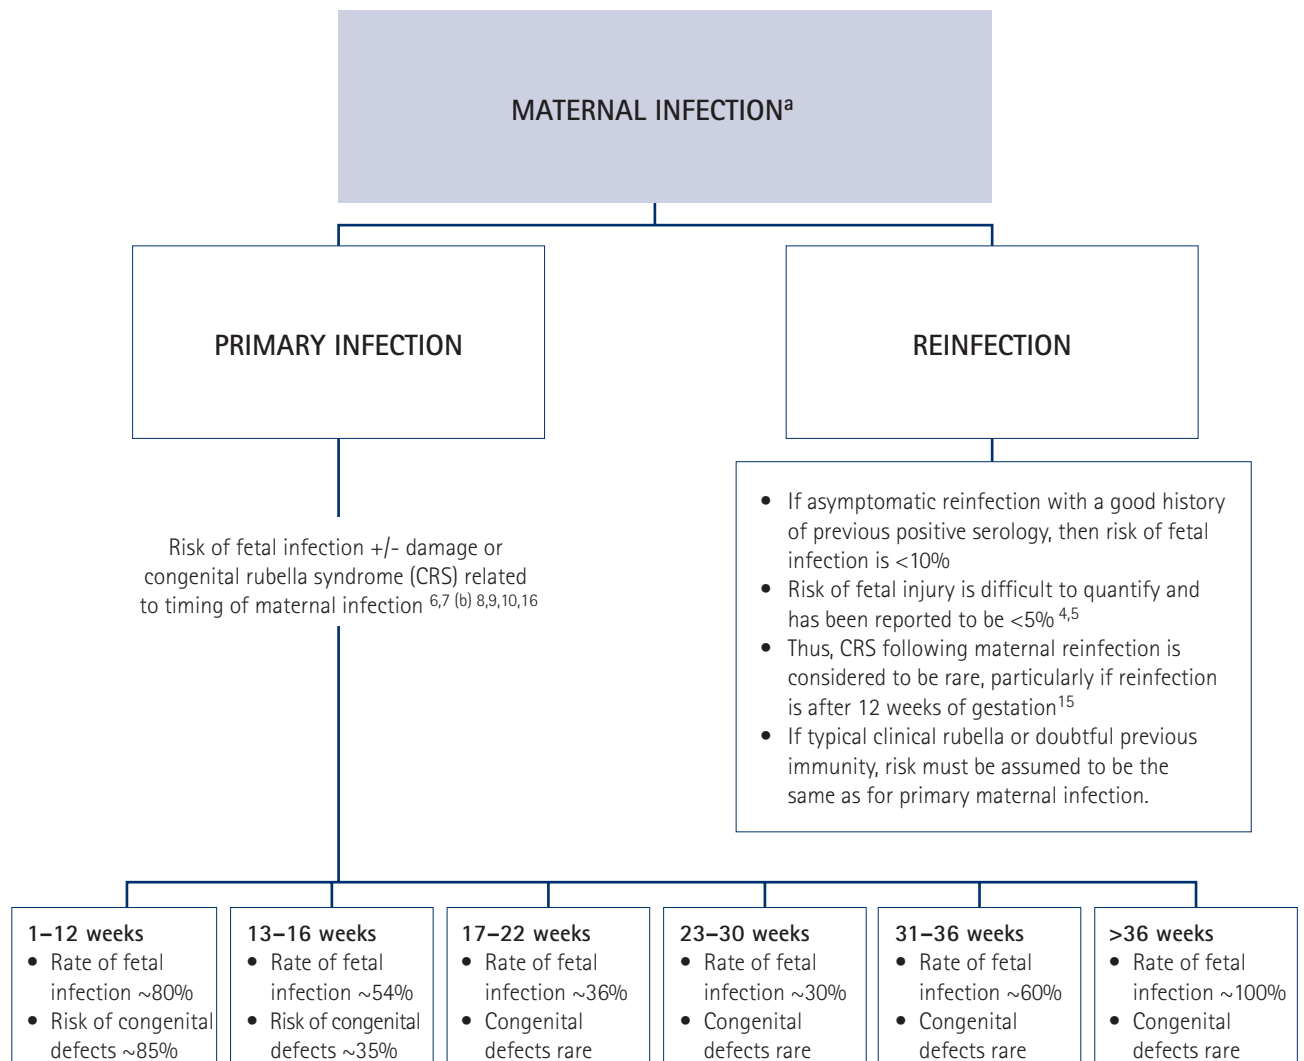 MATERNAL INFECTIONᵃ
PRIMARY INFECTION
REINFECTION
Risk of fetal infection +/- damage or
congenital rubella syndrome (CRS) related
to timing of maternal infection 6,7 (b) 8,9,10,16
• If asymptomatic reinfection with a good history
of previous positive serology, then risk of fetal
infection is <10%
• Risk of fetal injury is difficult to quantify and
has been reported to be <5% 4,5
• Thus, CRS following maternal reinfection is
considered to be rare, particularly if reinfection
is after 12 weeks of gestation15
• If typical clinical rubella or doubtful previous
immunity, risk must be assumed to be the
same as for primary maternal infection.
1–12 weeks
• Rate of fetal
infection ~80%
• Risk of congenital
defects ~85%
13–16 weeks
• Rate of fetal
infection ~54%
• Risk of congenital
defects ~35%
17–22 weeks
• Rate of fetal
infection ~36%
• Congenital
defects rare
23–30 weeks
• Rate of fetal
infection ~30%
• Congenital
defects rare
31–36 weeks
• Rate of fetal
infection ~60%
• Congenital
defects rare
>36 weeks
• Rate of fetal
infection ~100%
• Congenital
defects rare